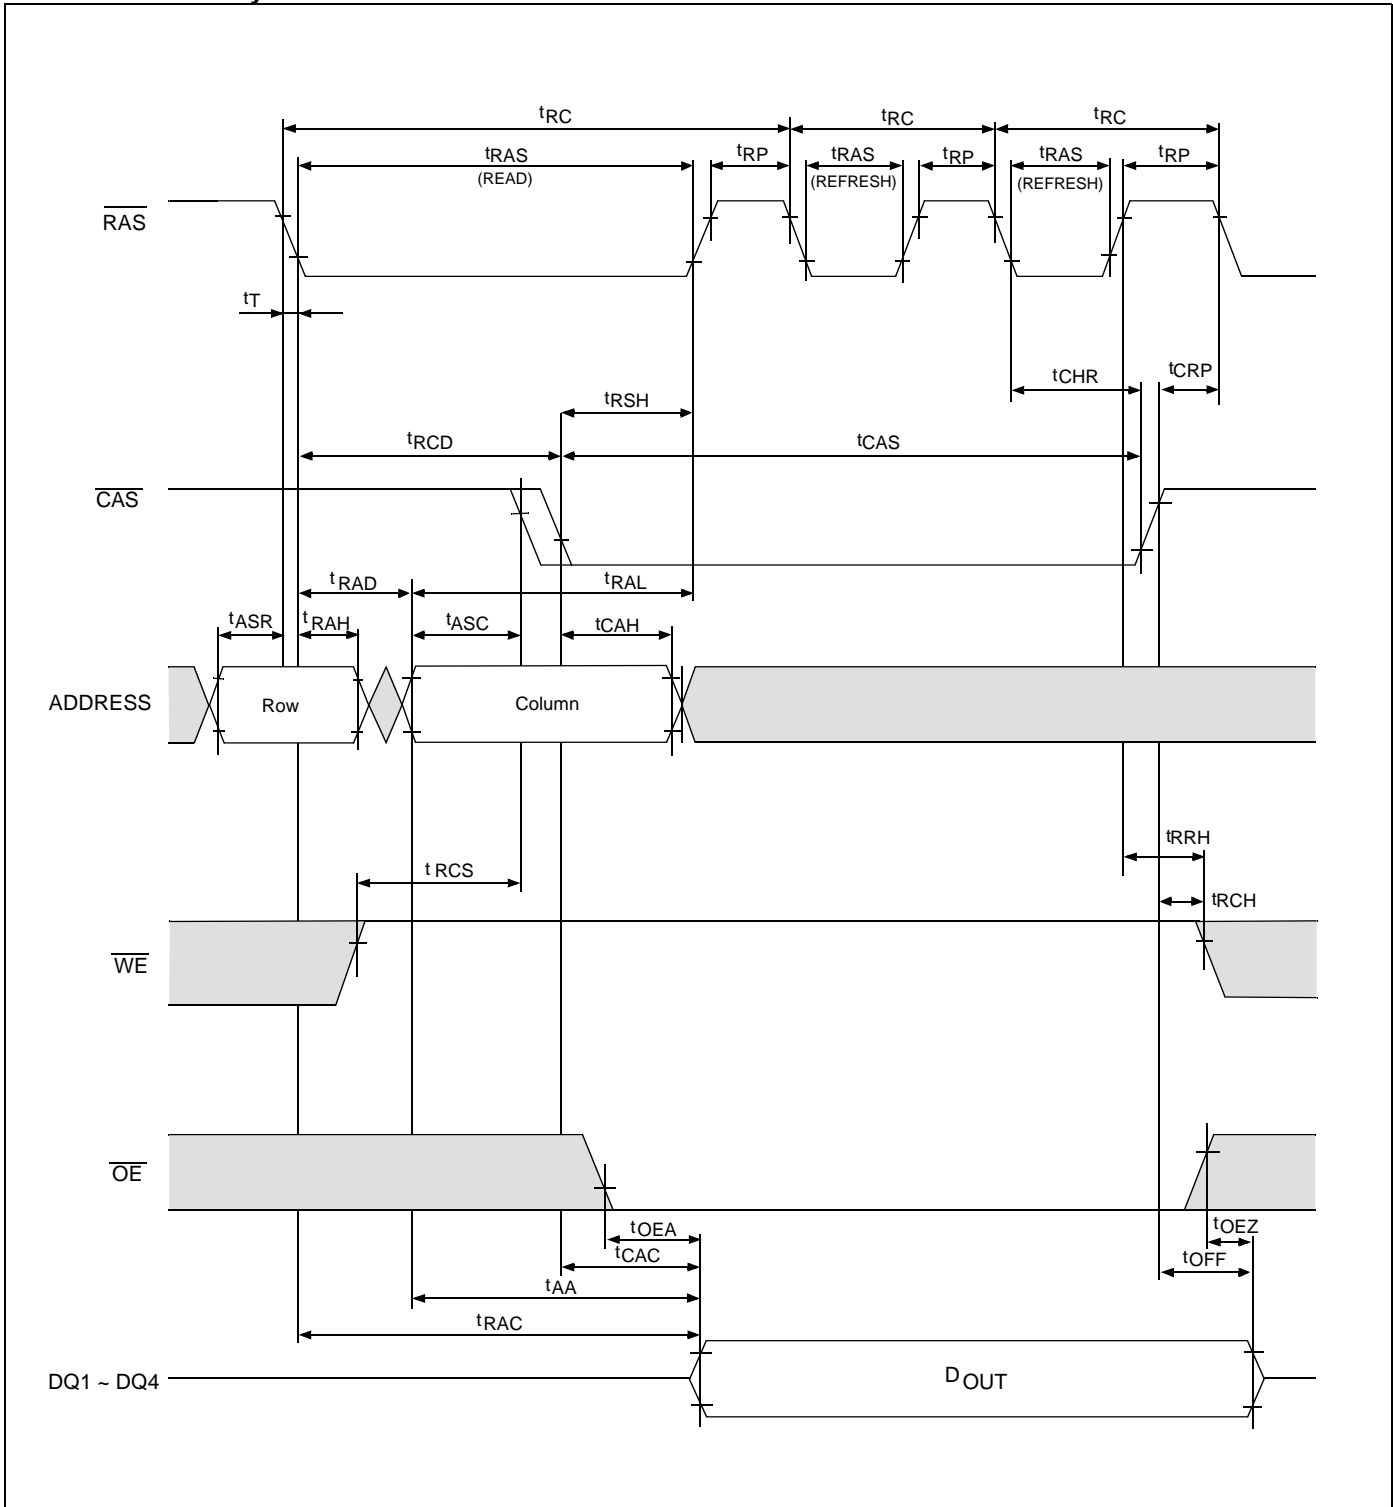 tRC tRC tRC
tRAS tRP tRAS tRP tRAS tRP
(READ) (REFRESH) (REFRESH)
RAS
tT
tCHR tCRP
tRSH
tRCD tCAS
CAS
tRAD tRAL
tASR tRAH tASC tCAH
ADDRESS Row Column
tRRH
tRCS
tRCH
WE
OE
tOEA tOEZ
tCAC tOFF
tAA
tRAC
DQ1 ~ DQ4 DOUT